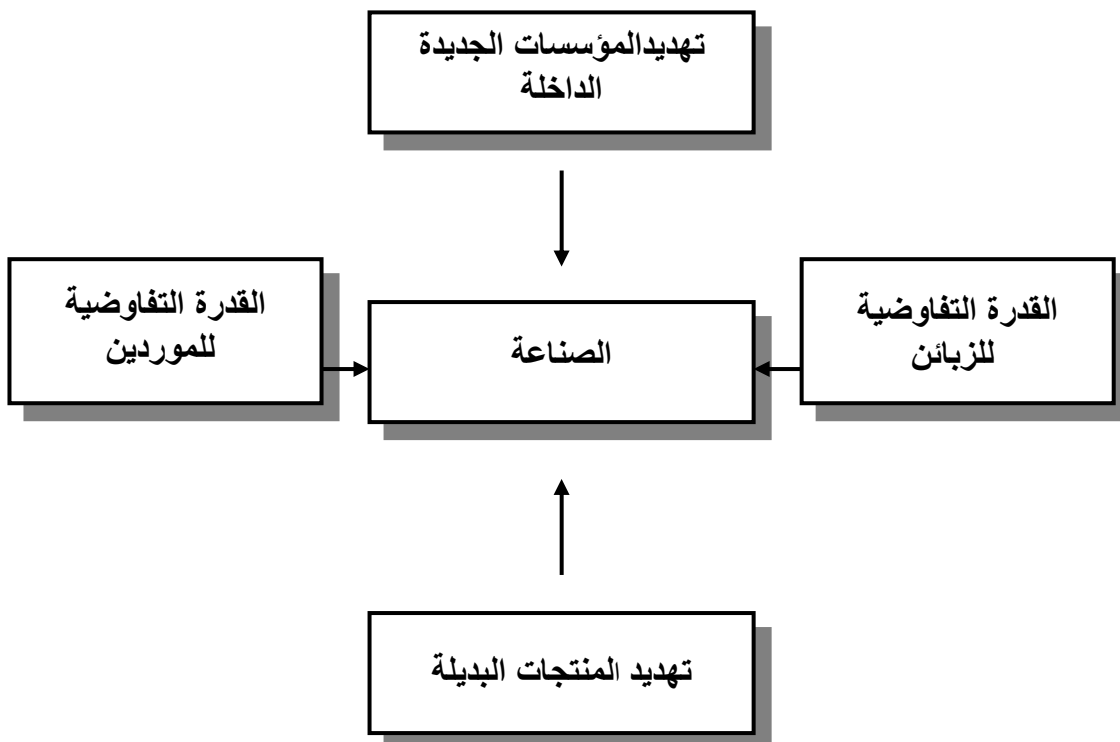 تهديدالمؤسسات الجديدة
الداخلة
القدرة التفاوضية
للزبائن
الصناعة
القدرة التفاوضية
للموردين
تهديد المنتجات البديلة